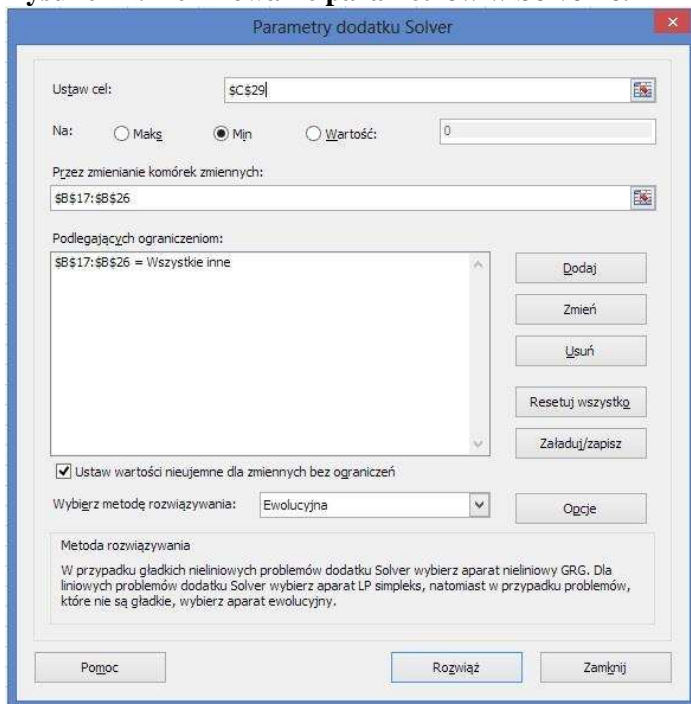 Parametry dodatku Solver
Ustaw cel: $C$29
Na: Maks Min Wartość: 0
Przez zmienianie komórek zmiennych:
$B$17:$B$26
Podlegających ograniczeniom:
$B$17:$B$26 = Wszystkie inne
Dodaj
Zmień
Usuń
Resetuj wszystko
Załaduj/zapisz
Ustaw wartości nieujemne dla zmiennych bez ograniczeń
Wybierz metodę rozwiązywania: Ewolucyjna Opcje
Metoda rozwiązywania
W przypadku gładkich nieliniowych problemów dodatku Solver wybierz aparat nieliniowy GRG. Dla
liniowych problemów dodatku Solver wybierz aparat LP simpleks, natomiast w przypadku problemów,
które nie są gładkie, wybierz aparat ewolucyjny.
Pomoc Rozwiąż Zamknij